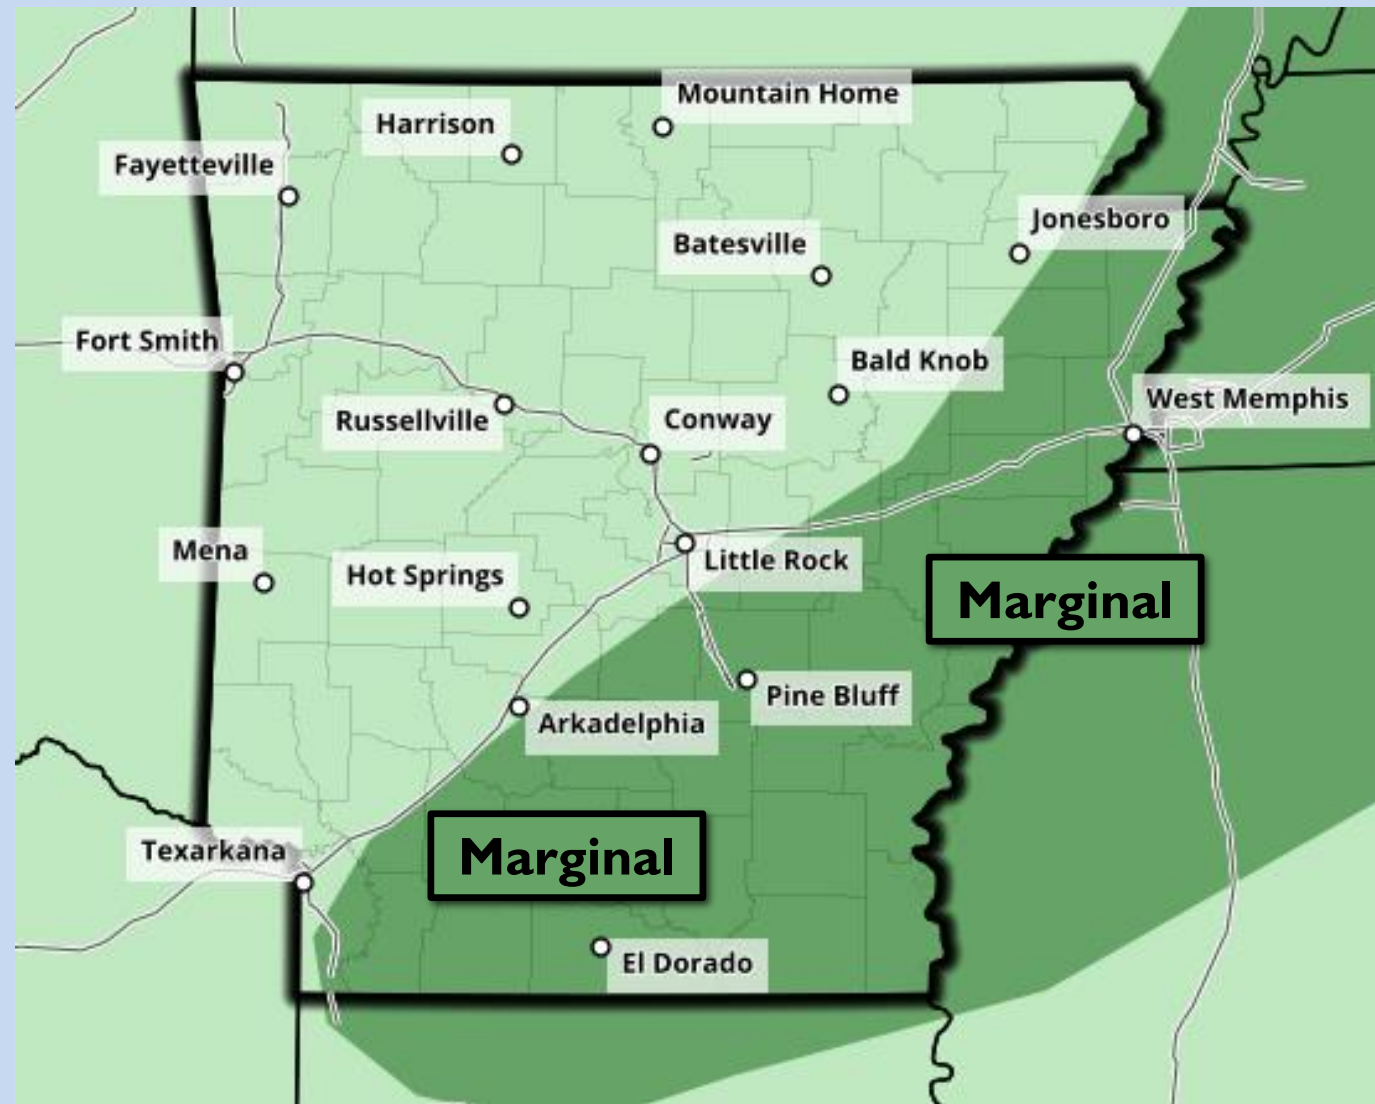 Mountain Home
Harrison
Fayetteville
Jonesboro
Batesville
Fort Smith
Bald Knob
West Memphis
Russellville
Conway
Mena
Little Rock
Hot Springs
Marginal
Pine Bluff
Arkadelphia
Texarkana
Marginal
El Dorado